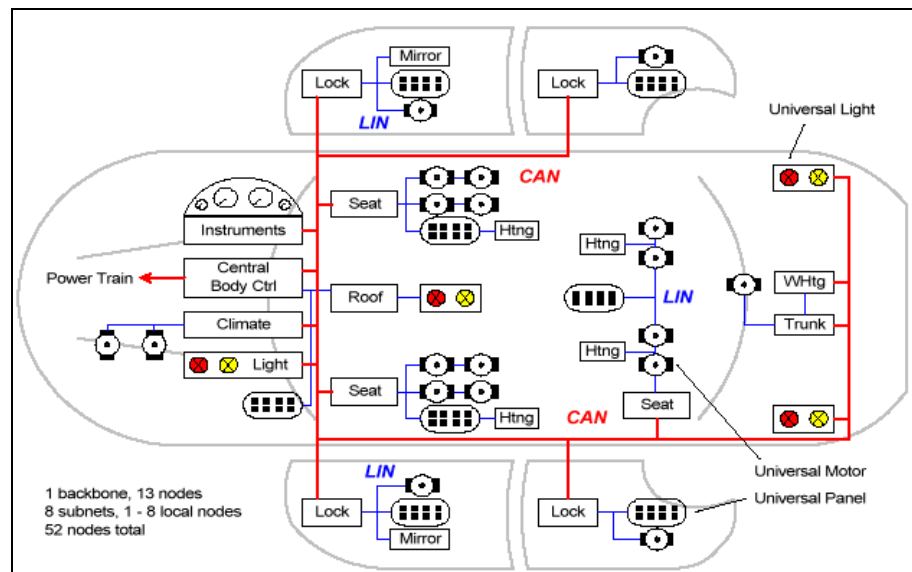 Mirror
Lock
LIN
Lock
Universal Light
CAN
Seat
Htng
Instruments
Htng
Power Train
Central
Body Ctrl
Roof
LIN
WHtg
Climate
Trunk
Light
Htng
Seat
Htng
Seat
CAN
LIN
Universal Motor
Universal Panel
1 backbone, 13 nodes
8 subnets, 1 - 8 local nodes
52 nodes total
Lock
Mirror
Lock